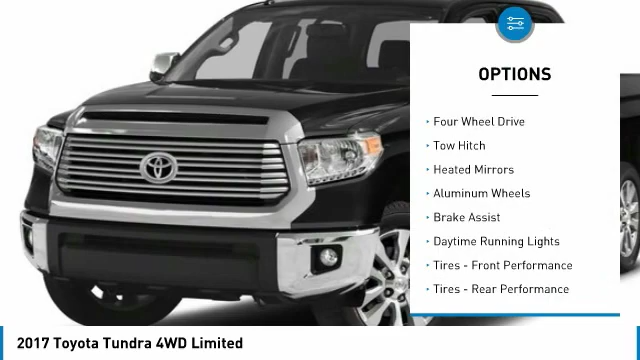 OPTIONS
• Four Wheel Drive
• Tow Hitch
• Heated Mirrors
• Aluminum Wheels
• Brake Assist
• Daytime Running Lights
• Tires - Front Performance
• Tires - Rear Performance
2017 Toyota Tundra 4WD Limited